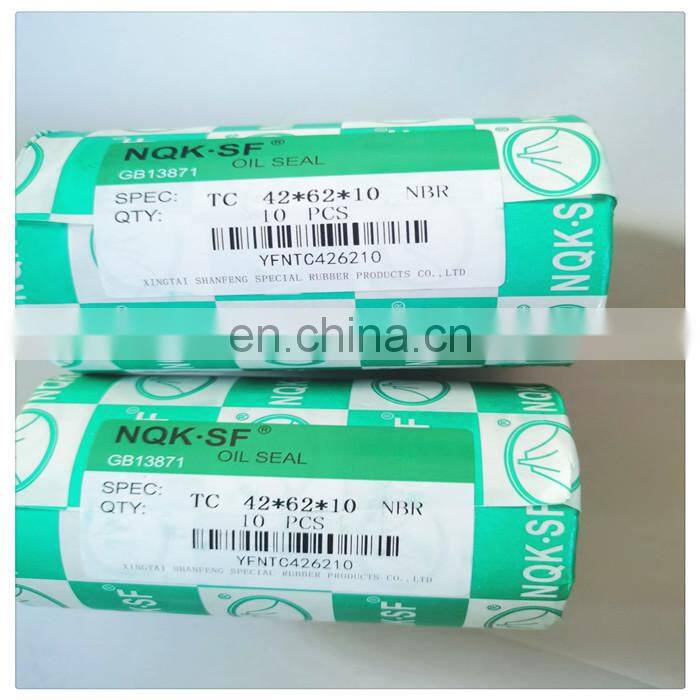 NQK·SF®
OIL SEAL
GB13871
SPEC: TC 42*62*10 NBR
QTY: 10 PCS
YFNTC426210
XINGTAI SHANFENG SPECIAL RUBBER PRODUCTS CO.,LTD
NQK·SF
®
en.china.cn
NQK·SF®
OIL SEAL
GB13871
SPEC: TC 42*62*10 NBR
QTY: 10 PCS
YFNTC426210
XINGTAI SHANFENG SPECIAL RUBBER PRODUCTS CO.,LTD
NQK·SF
®
NQK·SF
®